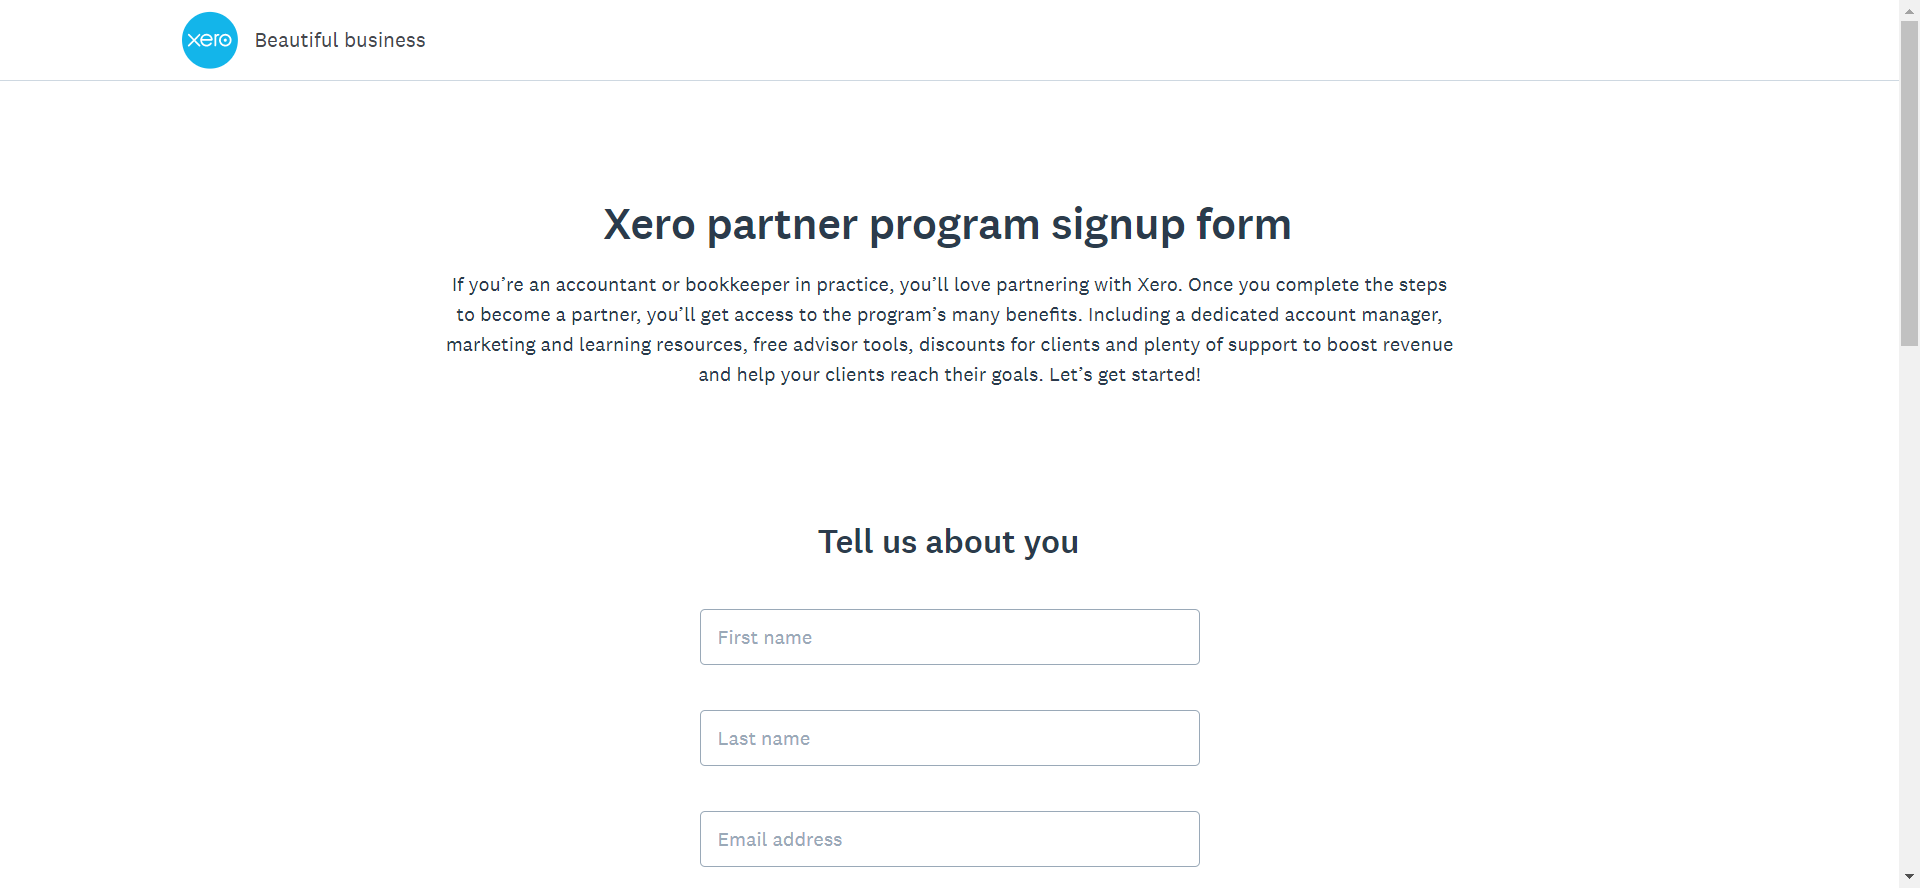 xero Beautiful business
Xero partner program signup form
If you’re an accountant or bookkeeper in practice, you’ll love partnering with Xero. Once you complete the steps
to become a partner, you’ll get access to the program’s many benefits. Including a dedicated account manager,
marketing and learning resources, free advisor tools, discounts for clients and plenty of support to boost revenue
and help your clients reach their goals. Let’s get started!
Tell us about you
First name
Last name
Email address